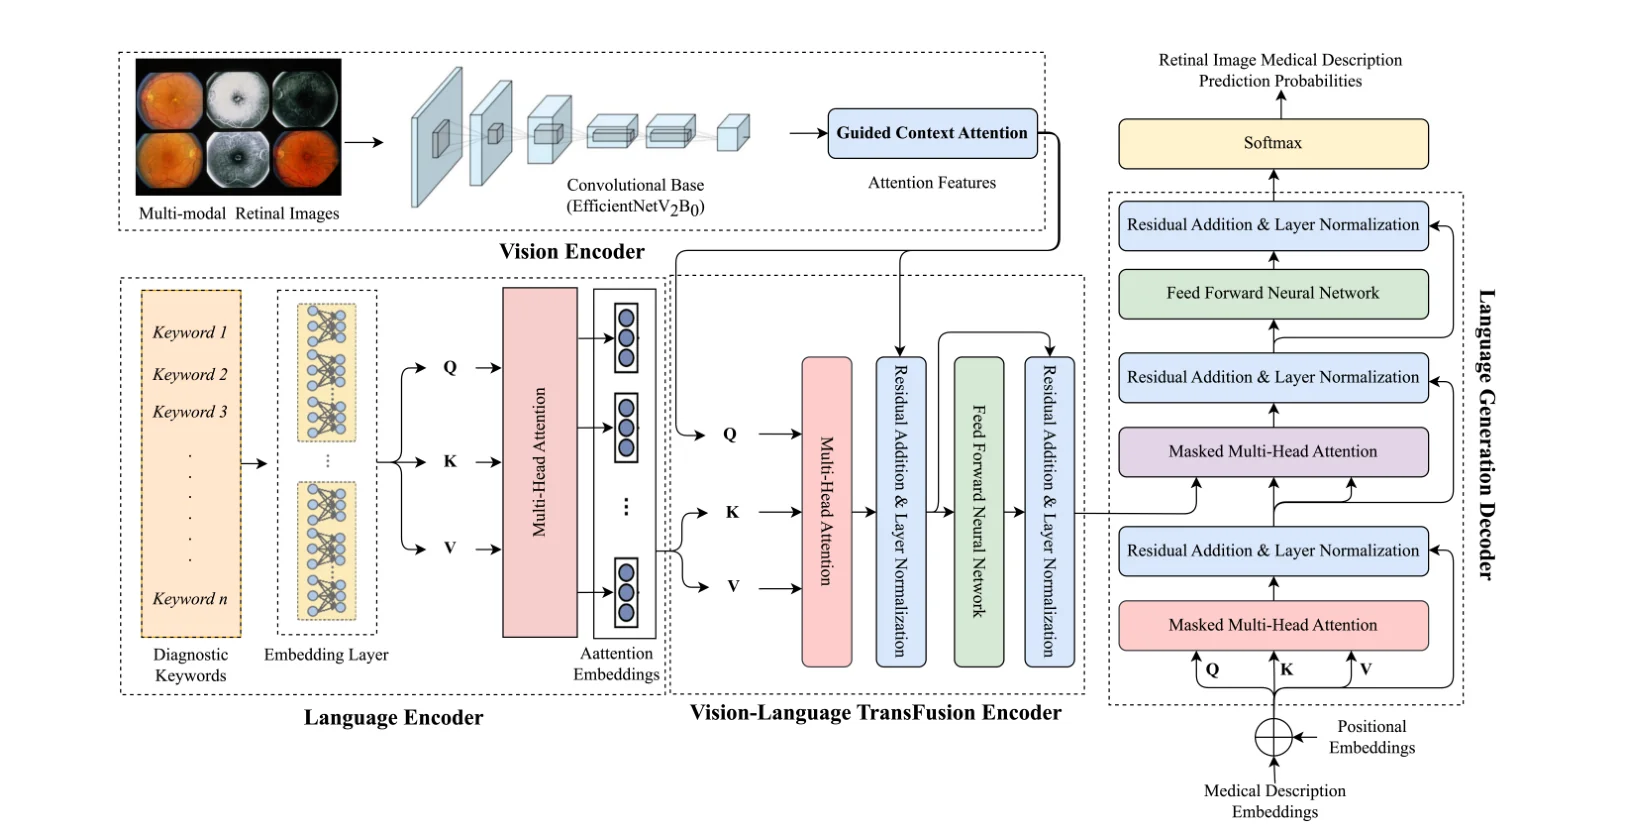 Multi-modal Retinal Images
Convolutional Base
(EfficientNetV2B0)
Guided Context Attention
Attention Features
Vision Encoder
Keyword 1
Keyword 2
Keyword 3
.
.
.
.
.
.
Keyword n
Diagnostic
Keywords
...
Embedding Layer
Q
K
V
Multi-Head Attention
...
Aattention
Embeddings
Language Encoder
Q
K
V
Multi-Head Attention
Residual Addition & Layer Normalization
Feed Forward Neural Network
Residual Addition & Layer Normalization
Vision-Language TransFusion Encoder
Retinal Image Medical Description
Prediction Probabilities
Softmax
Residual Addition & Layer Normalization
Feed Forward Neural Network
Residual Addition & Layer Normalization
Masked Multi-Head Attention
Residual Addition & Layer Normalization
Masked Multi-Head Attention
Q K V
Language Generation Decoder
Positional
Embeddings
Medical Description
Embeddings